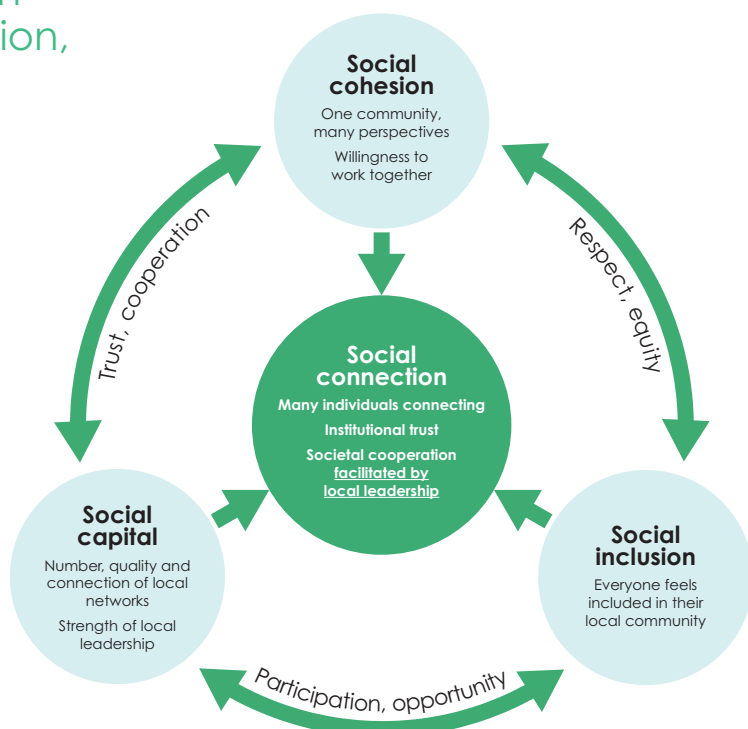 ion,
Social
cohesion
One community,
many perspectives
Willingness to
work together
Trust, cooperation
Respect, equity
Social
connection
Many individuals connecting
Institutional trust
Societal cooperation
facilitated by
local leadership
Social
capital
Number, quality and
connection of local
networks
Strength of local
leadership
Social
inclusion
Everyone feels
included in their
local community
Participation, opportunity